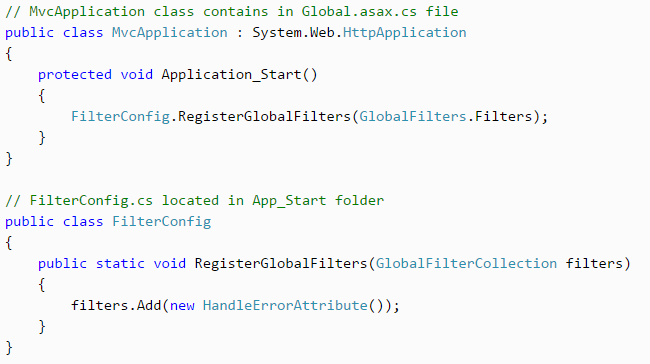 // MvcApplication class contains in Global.asax.cs file
public class MvcApplication : System.Web.HttpApplication
{
    protected void Application_Start()
    {
        FilterConfig.RegisterGlobalFilters(GlobalFilters.Filters);
    }
}

// FilterConfig.cs located in App_Start folder
public class FilterConfig
{
    public static void RegisterGlobalFilters(GlobalFilterCollection filters)
    {
        filters.Add(new HandleErrorAttribute());
    }
}